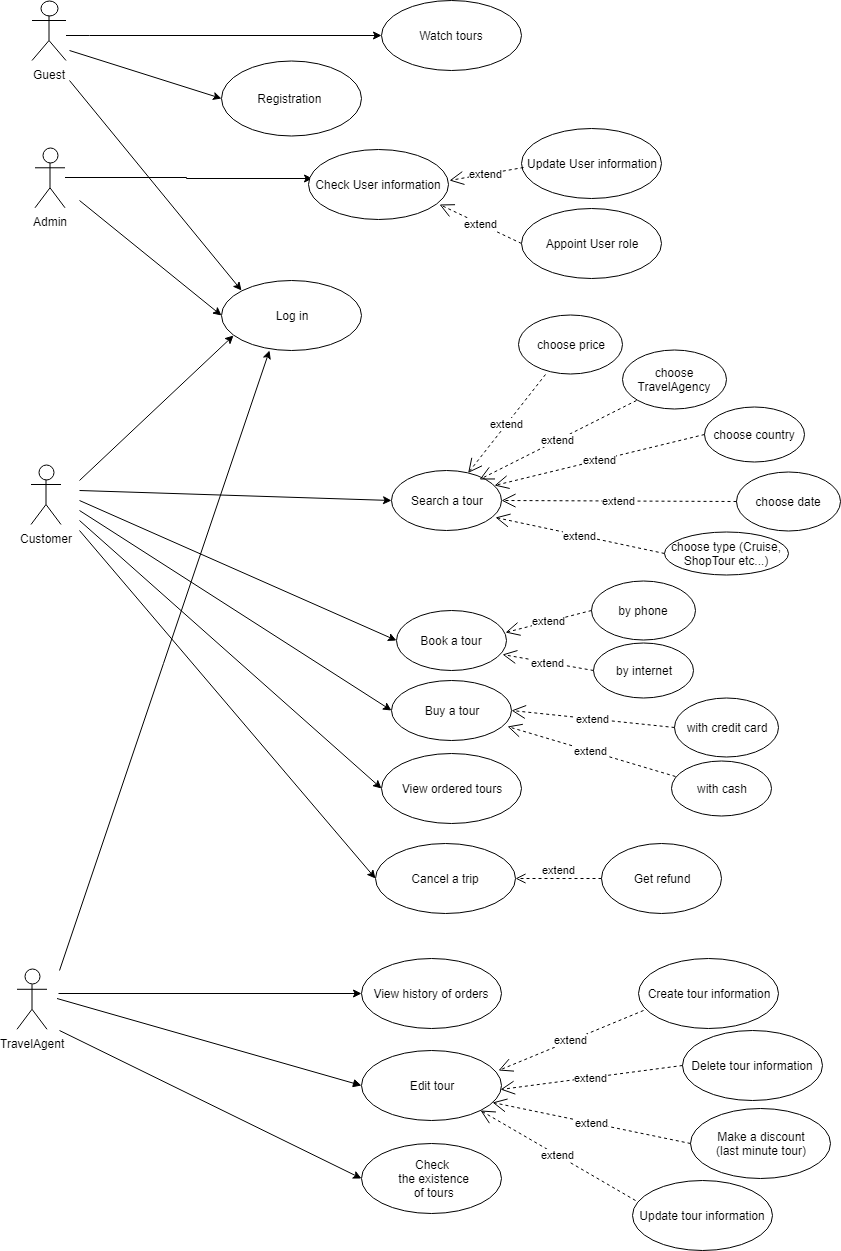 Watch tours
Guest
Registration
Admin
Check User information
extend
Update User information
extend
Appoint User role
Log in
choose price
choose
TravelAgency
extend
extend
choose country
extend
Customer
Search a tour
extend
choose date
extend
choose type (Cruise,
ShopTour etc...)
Book a tour
extend
by phone
extend
by internet
Buy a tour
extend
with credit card
extend
with cash
View ordered tours
Cancel a trip
extend
Get refund
TravelAgent
View history of orders
Create tour information
extend
Edit tour
extend
Delete tour information
extend
Make a discount
(last minute tour)
extend
Check
the existence
of tours
Update tour information